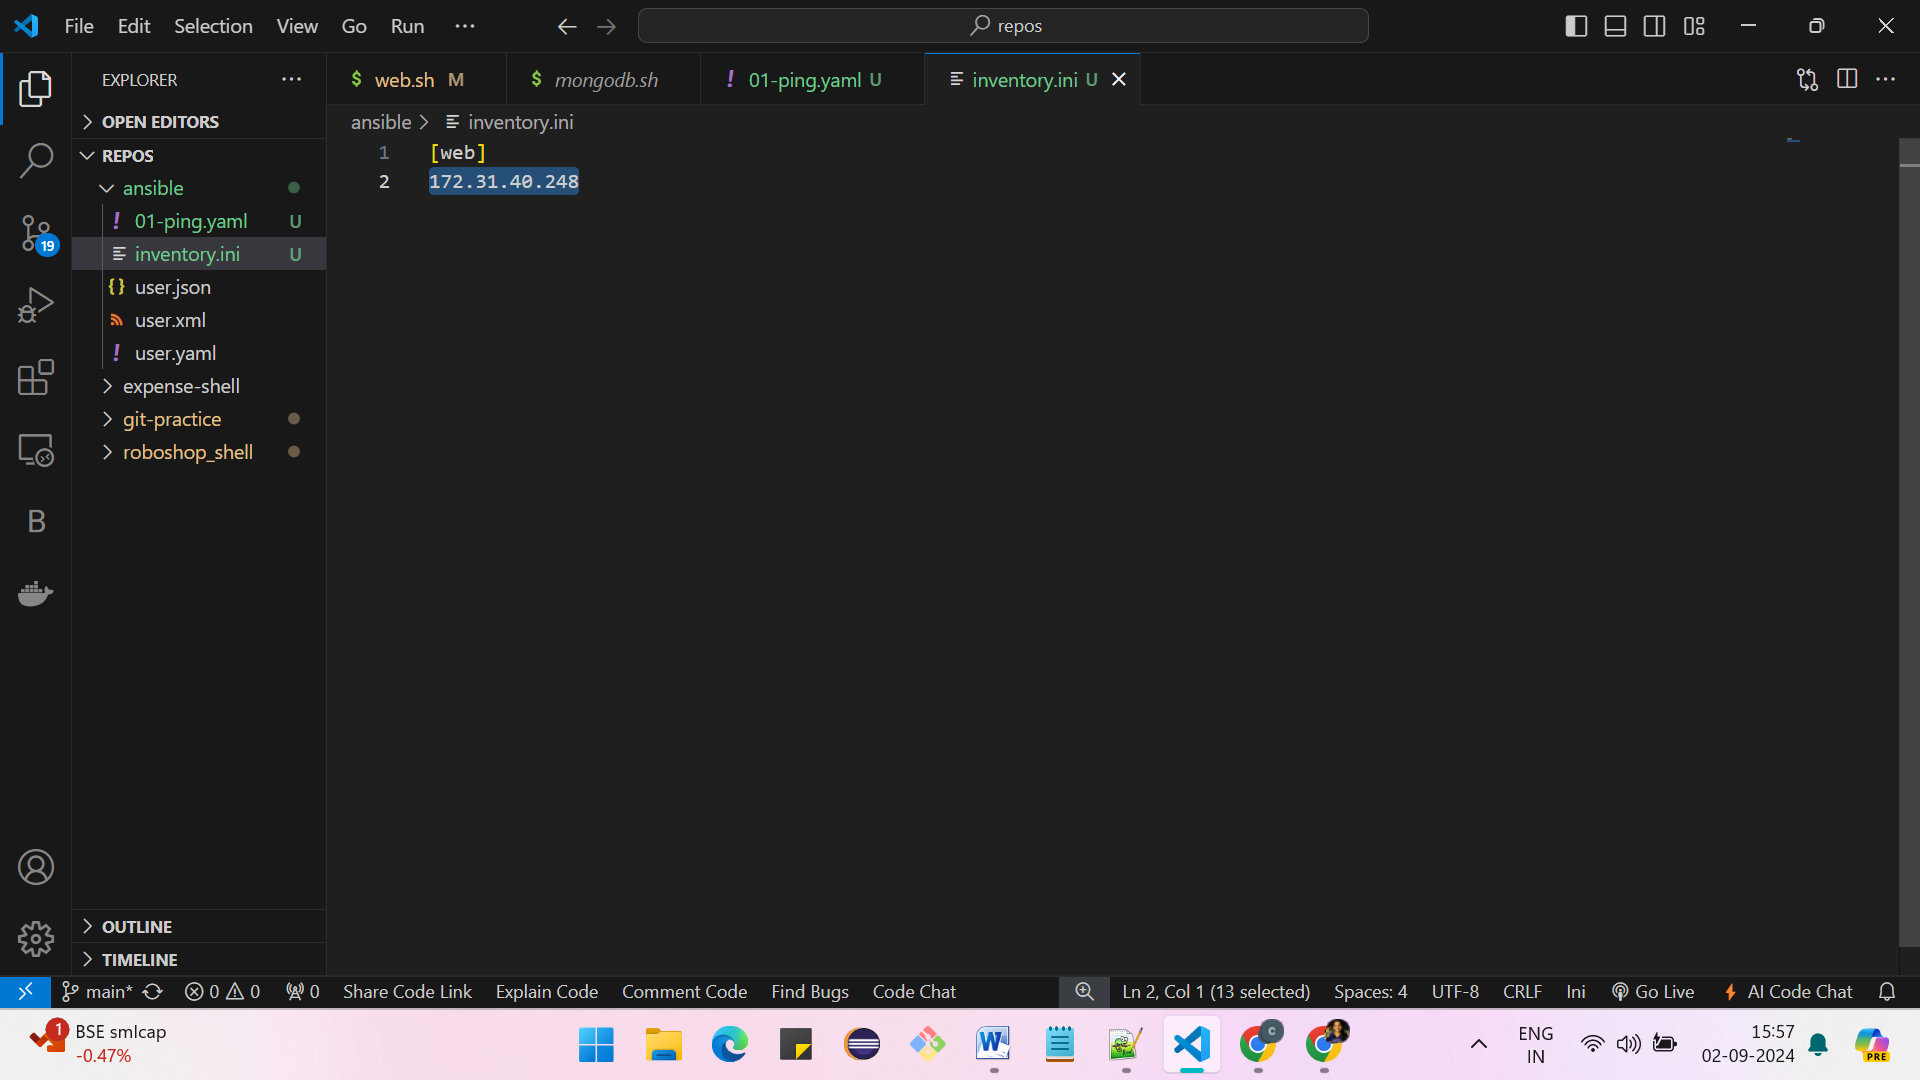 File Edit Selection View Go Run ···
repos
EXPLORER ···
OPEN EDITORS
REPOS
ansible
! 01-ping.yaml U
inventory.ini U
{} user.json
user.xml
! user.yaml
expense-shell
git-practice
roboshop_shell
19
B
OUTLINE
TIMELINE
$ web.sh M
$ mongodb.sh
! 01-ping.yaml U
inventory.ini U
ansible > inventory.ini
1 [web]
2 172.31.40.248
main* 0 0 0 Share Code Link Explain Code Comment Code Find Bugs Code Chat Ln 2, Col 1 (13 selected) Spaces: 4 UTF-8 CRLF Ini Go Live AI Code Chat
1
BSE smlcap
-0.47%
W
C
ENG
IN
15:57
02-09-2024
PRE